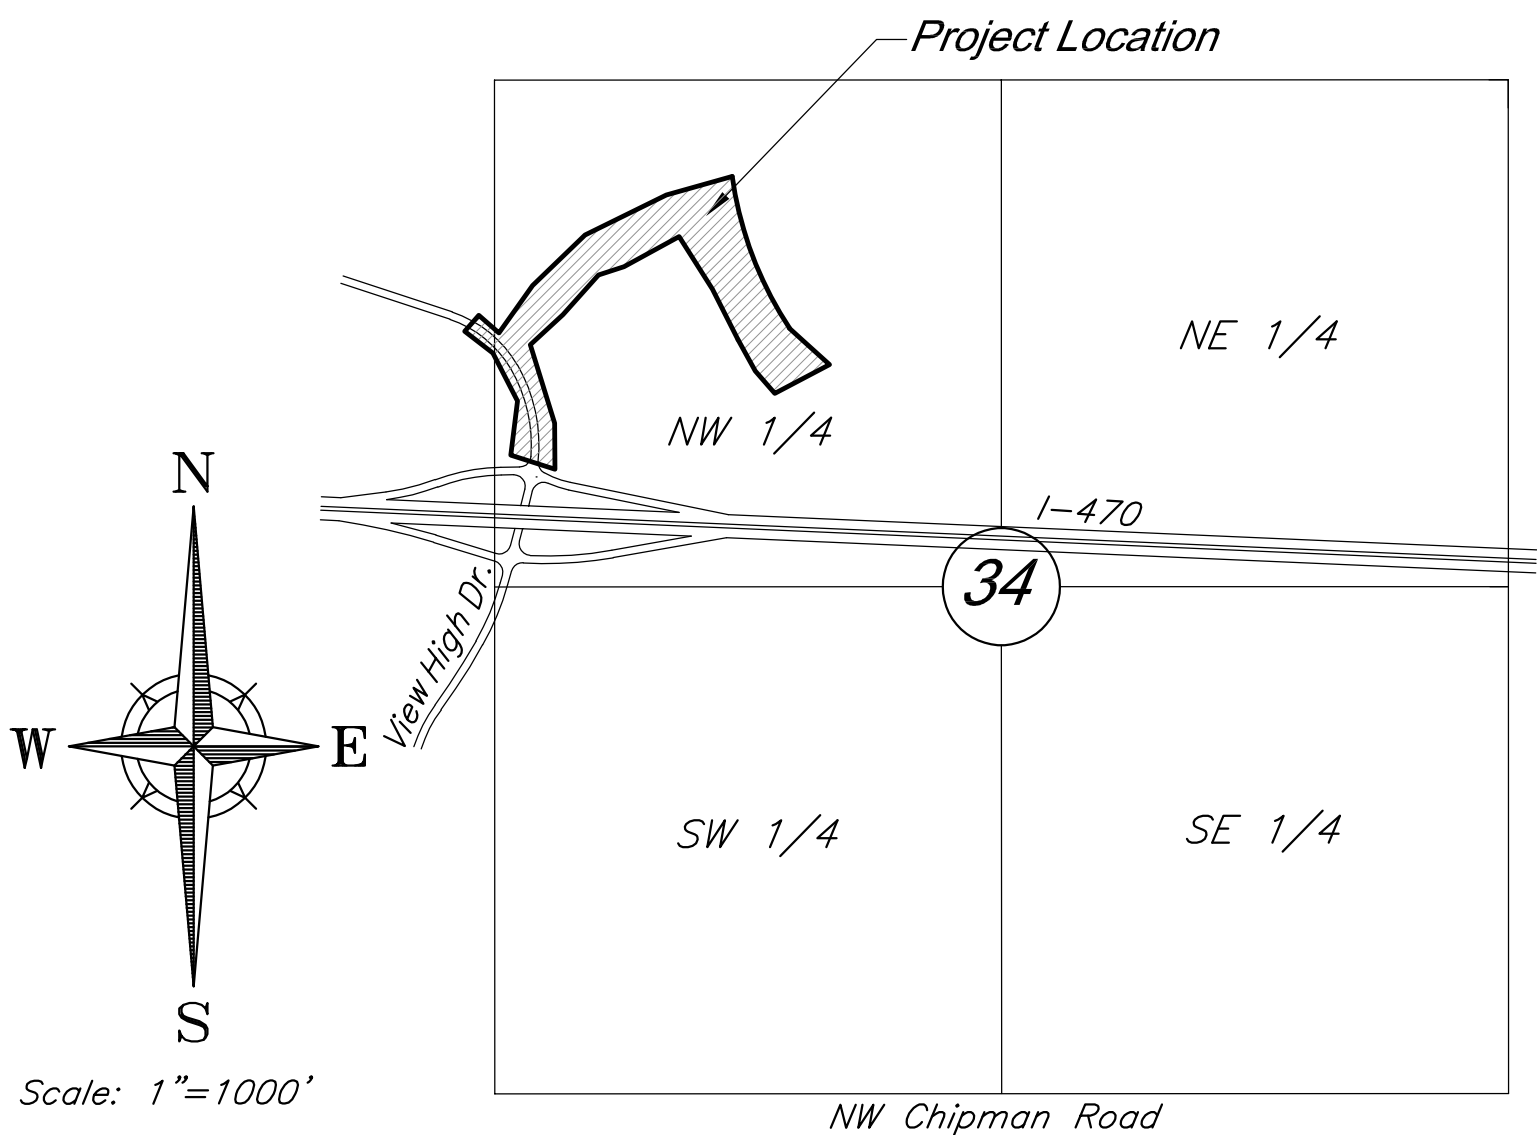 Project Location
NE 1/4
NW 1/4
N
I-470
34
View High Dr.
W
E
SW 1/4
SE 1/4
S
Scale: 1"=1000'
NW Chipman Road